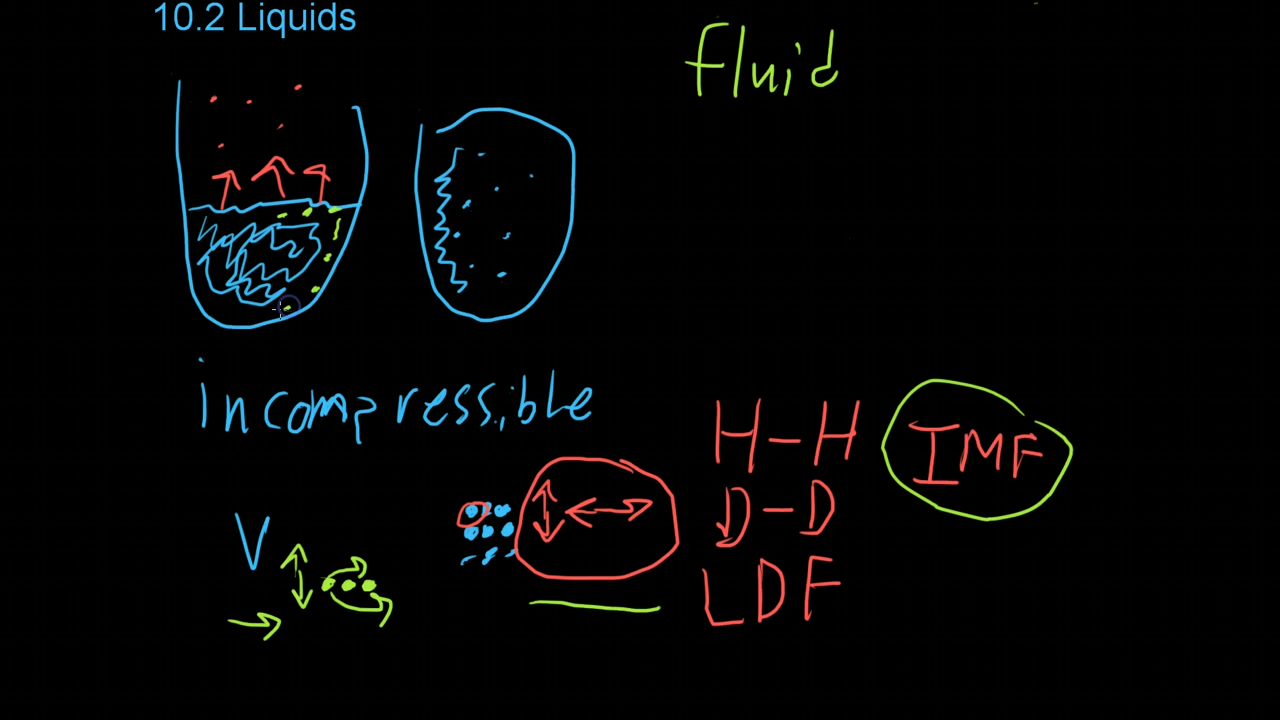 10.2 Liquids
fluid
incompressible
H-H
IMF
D-D
V
LDF